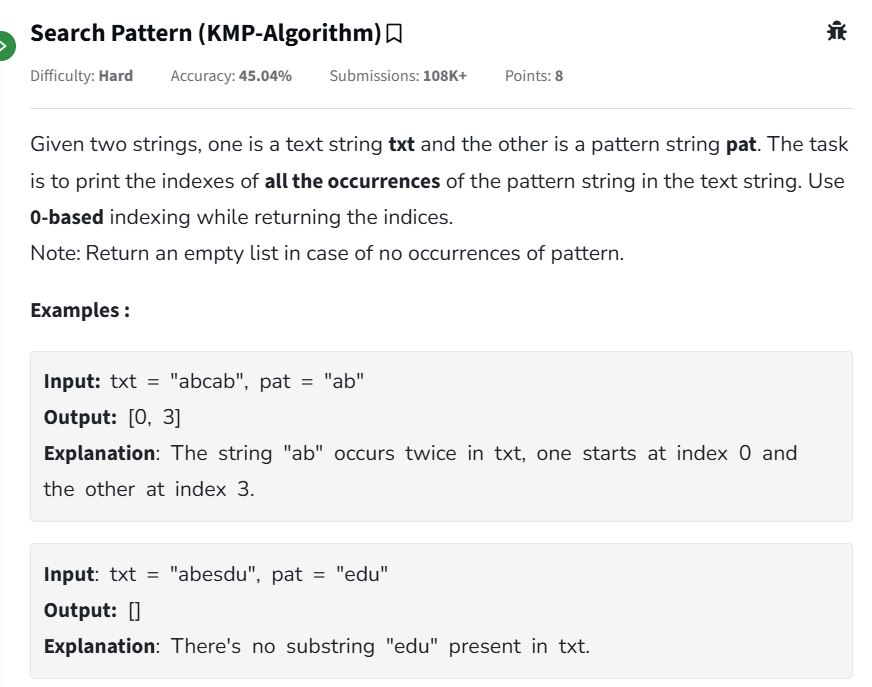 Search Pattern (KMP-Algorithm)
Difficulty: Hard Accuracy: 45.04% Submissions: 108K+ Points: 8
Given two strings, one is a text string txt and the other is a pattern string pat. The task
is to print the indexes of all the occurrences of the pattern string in the text string. Use
0-based indexing while returning the indices.
Note: Return an empty list in case of no occurrences of pattern.
Examples :
Input: txt = "abcab", pat = "ab"
Output: [0, 3]
Explanation: The string "ab" occurs twice in txt, one starts at index 0 and
the other at index 3.
Input: txt = "abesdu", pat = "edu"
Output: []
Explanation: There's no substring "edu" present in txt.